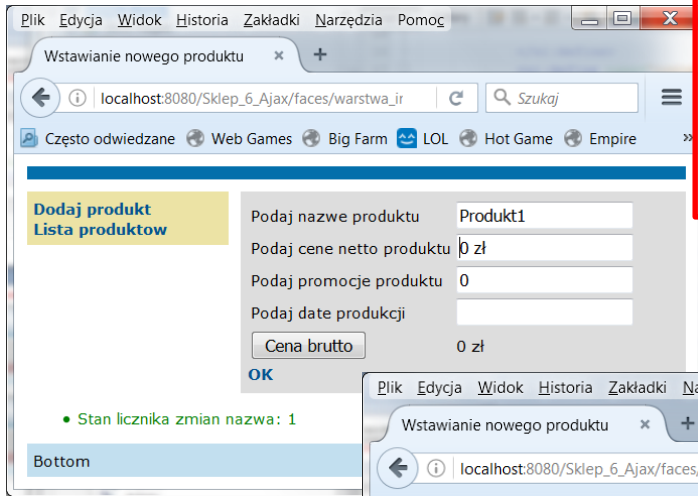 Plik Edycja Widok Historia Zakładki Narzędzia Pomoc
Wstawianie nowego produktu × +
localhost:8080/Sklep_6_Ajax/faces/warstwa_ir Szukaj
Często odwiedzane Web Games Big Farm LOL Hot Game Empire »
Dodaj produkt
Lista produktow
Podaj nazwe produktu Produkt1
Podaj cene netto produktu 0 zł
Podaj promocje produktu 0
Podaj date produkcji
Cena brutto 0 zł
OK
• Stan licznika zmian nazwa: 1
Bottom
Plik Edycja Widok Historia Zakładki Na
Wstawianie nowego produktu × +
localhost:8080/Sklep_6_Ajax/faces/